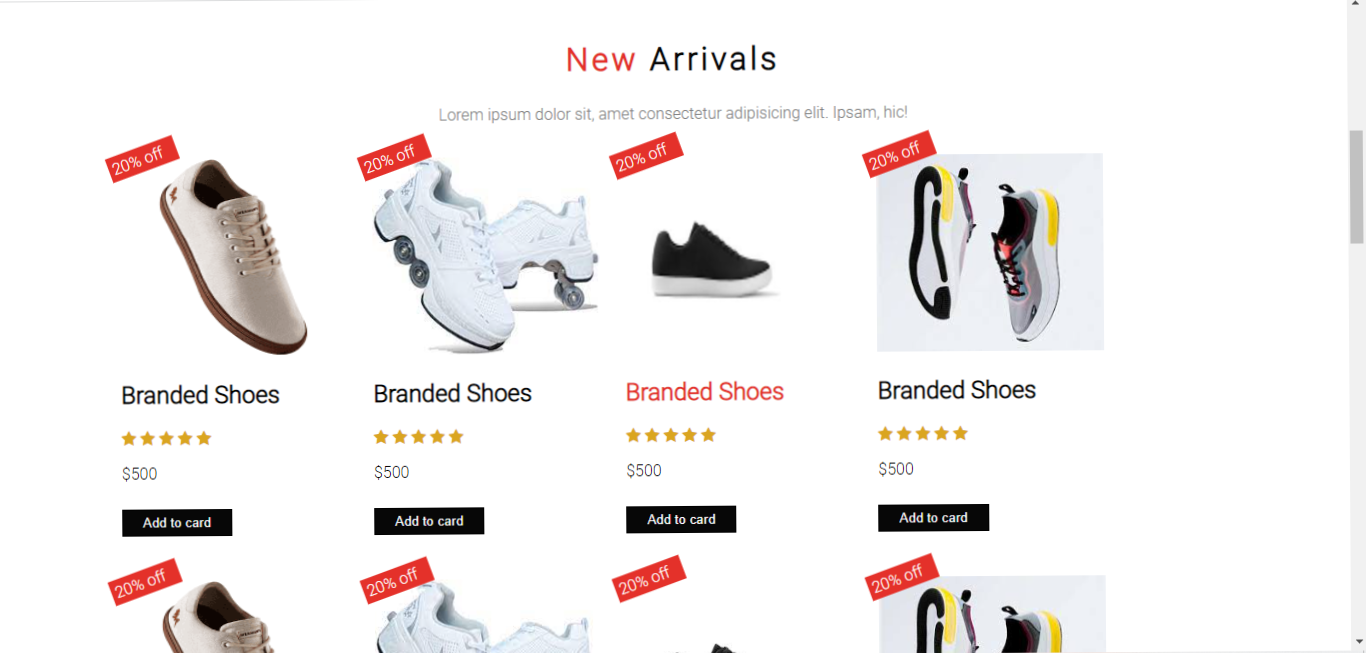 New Arrivals
Lorem ipsum dolor sit, amet consectetur adipisicing elit. Ipsam, hic!
20% off
20% off
20% off
20% off
Branded Shoes
Branded Shoes
Branded Shoes
Branded Shoes
$500
$500
$500
$500
Add to card
Add to card
Add to card
Add to card
20% off
20% off
20% off
20% off